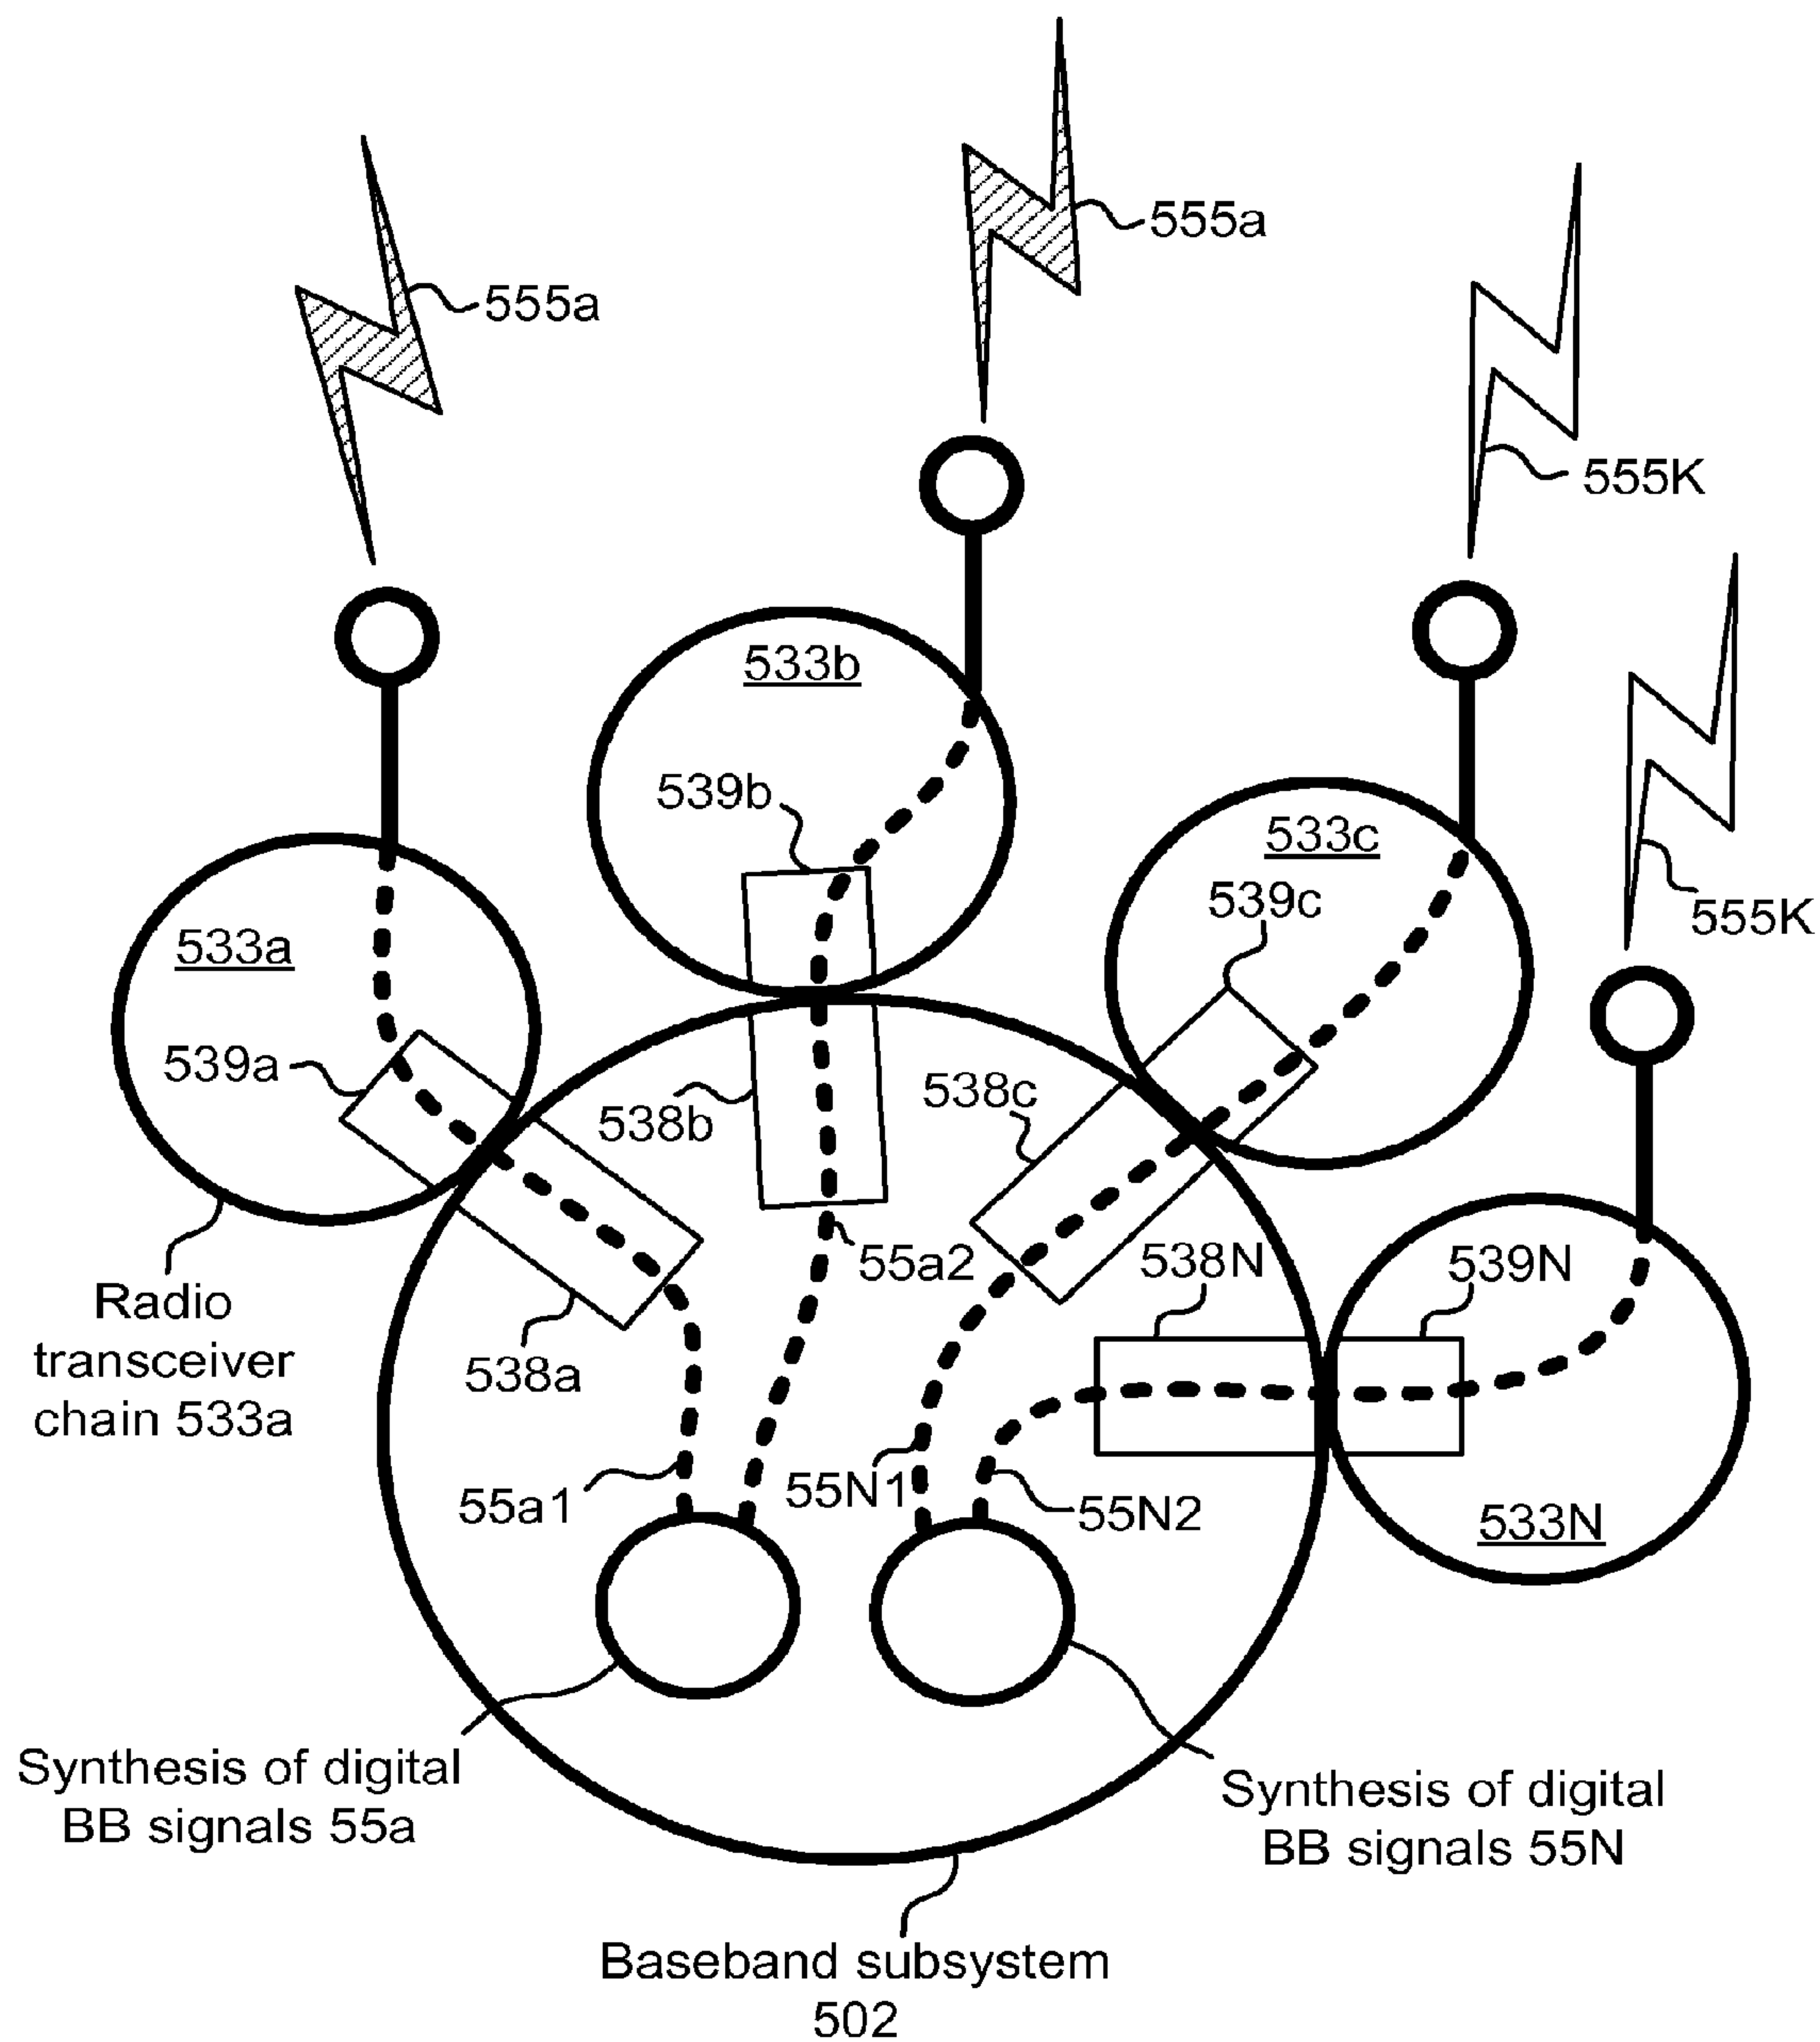 555a
555a
555K
555K
533b
539b
533c
539c
533a
539a
538b
538c
55a2
538N
539N
Radio
transceiver
chain 533a
538a
55a1
55N1
55N2
533N
Synthesis of digital
BB signals 55a
Synthesis of digital
BB signals 55N
Baseband subsystem
502